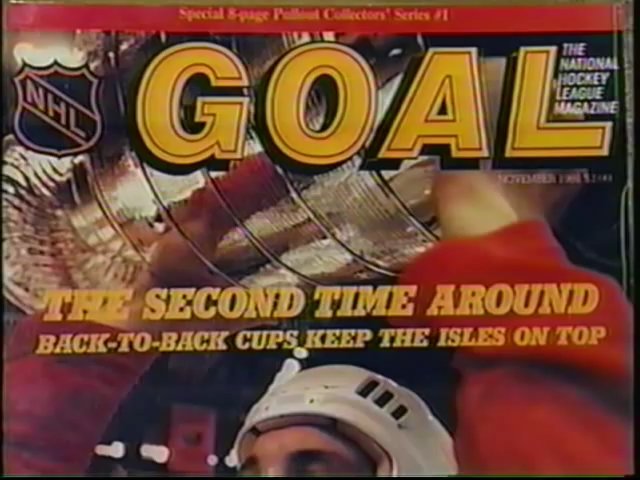 Special 8-page Pullout Collectors' Series #1
NHL
GOAL
THE
NATIONAL
HOCKEY
LEAGUE
MAGAZINE
NOVEMBER
THE SECOND TIME AROUND
BACK-TO-BACK CUPS KEEP THE ISLES ON TOP